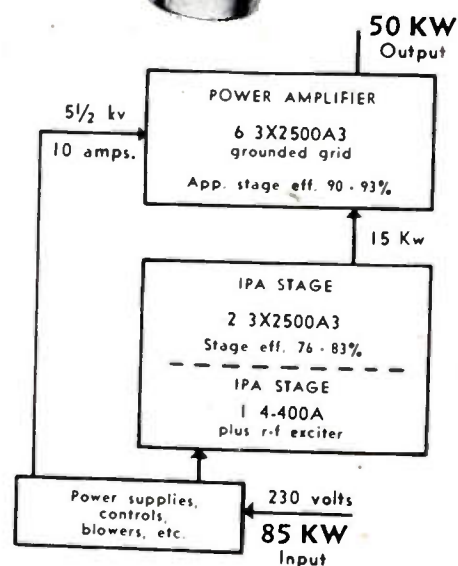 50 KW
Output
POWER AMPLIFIER
6 3X2500A3
grounded grid
App. stage eff. 90 - 93%
5 1/2 kv
10 amps.
15 Kw
IPA STAGE
2 3X2500A3
Stage eff. 76 - 83%
IPA STAGE
1 4-400A
plus r-f exciter
Power supplies,
controls,
blowers, etc.
230 volts
85 KW
Input